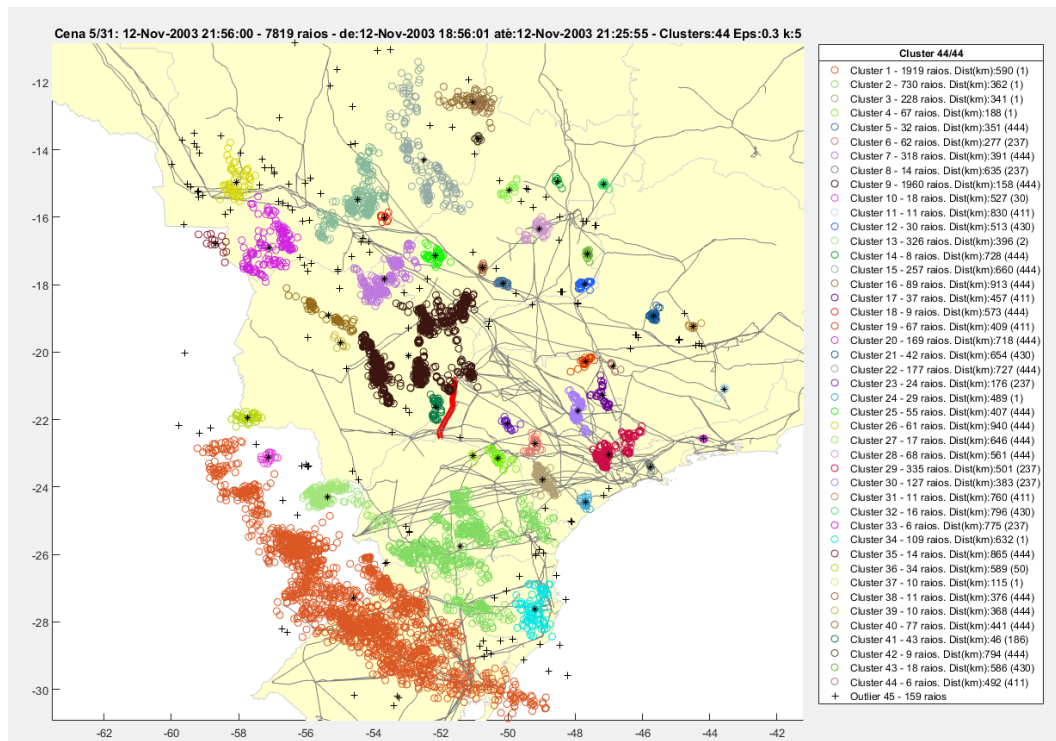 Cena 5/31: 12-Nov-2003 21:56:00 - 7819 raios - de:12-Nov-2003 18:56:01 até:12-Nov-2003 21:25:55 - Clusters:44 Eps:0.3 k:5
-12
-14
-16
-18
-20
-22
-24
-26
-28
-30
-62
-60
-58
-56
-54
-52
-50
-48
-46
-44
-42
Cluster 44/44
Cluster 1 - 1919 raios. Dist(km):590 (1)
Cluster 2 - 730 raios. Dist(km):362 (1)
Cluster 3 - 228 raios. Dist(km):341 (1)
Cluster 4 - 67 raios. Dist(km):188 (1)
Cluster 5 - 32 raios. Dist(km):351 (444)
Cluster 6 - 62 raios. Dist(km):277 (237)
Cluster 7 - 318 raios. Dist(km):391 (444)
Cluster 8 - 14 raios. Dist(km):635 (237)
Cluster 9 - 1960 raios. Dist(km):158 (444)
Cluster 10 - 18 raios. Dist(km):527 (30)
Cluster 11 - 11 raios. Dist(km):830 (411)
Cluster 12 - 30 raios. Dist(km):513 (430)
Cluster 13 - 326 raios. Dist(km):396 (2)
Cluster 14 - 8 raios. Dist(km):728 (444)
Cluster 15 - 257 raios. Dist(km):660 (444)
Cluster 16 - 89 raios. Dist(km):913 (444)
Cluster 17 - 37 raios. Dist(km):457 (411)
Cluster 18 - 9 raios. Dist(km):573 (444)
Cluster 19 - 67 raios. Dist(km):409 (411)
Cluster 20 - 169 raios. Dist(km):718 (444)
Cluster 21 - 42 raios. Dist(km):654 (430)
Cluster 22 - 177 raios. Dist(km):727 (444)
Cluster 23 - 24 raios. Dist(km):176 (237)
Cluster 24 - 29 raios. Dist(km):489 (1)
Cluster 25 - 55 raios. Dist(km):407 (444)
Cluster 26 - 61 raios. Dist(km):940 (444)
Cluster 27 - 17 raios. Dist(km):646 (444)
Cluster 28 - 68 raios. Dist(km):561 (444)
Cluster 29 - 335 raios. Dist(km):501 (237)
Cluster 30 - 127 raios. Dist(km):383 (237)
Cluster 31 - 11 raios. Dist(km):760 (411)
Cluster 32 - 16 raios. Dist(km):796 (430)
Cluster 33 - 6 raios. Dist(km):775 (237)
Cluster 34 - 109 raios. Dist(km):632 (1)
Cluster 35 - 14 raios. Dist(km):865 (444)
Cluster 36 - 34 raios. Dist(km):589 (50)
Cluster 37 - 10 raios. Dist(km):115 (1)
Cluster 38 - 11 raios. Dist(km):376 (444)
Cluster 39 - 10 raios. Dist(km):368 (444)
Cluster 40 - 77 raios. Dist(km):441 (444)
Cluster 41 - 43 raios. Dist(km):46 (186)
Cluster 42 - 9 raios. Dist(km):794 (444)
Cluster 43 - 18 raios. Dist(km):586 (430)
Cluster 44 - 6 raios. Dist(km):492 (411)
Outlier 45 - 159 raios